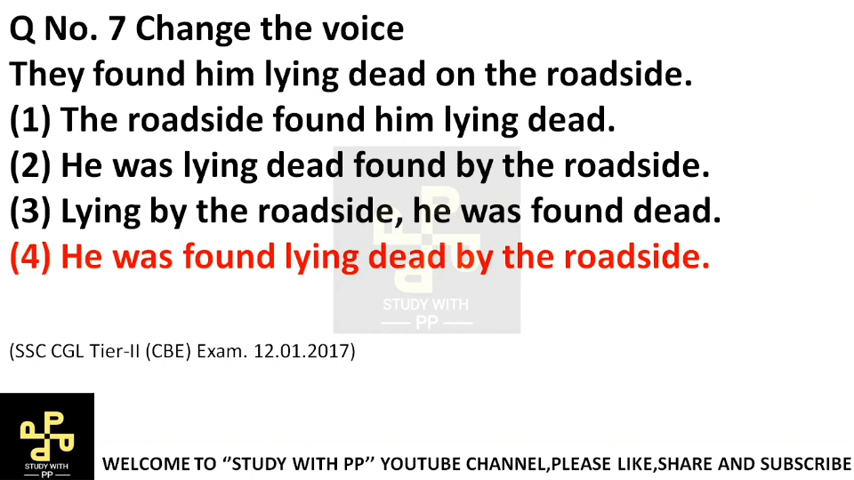 Q No. 7 Change the voice
They found him lying dead on the roadside.
(1) The roadside found him lying dead.
(2) He was lying dead found by the roadside.
(3) Lying by the roadside, he was found dead.
(4) He was found lying dead by the roadside.
STUDY WITH
PP
(SSC CGL Tier-II (CBE) Exam. 12.01.2017)
STUDY WITH
PP
WELCOME TO ‘’STUDY WITH PP’’ YOUTUBE CHANNEL,PLEASE LIKE,SHARE AND SUBSCRIBE